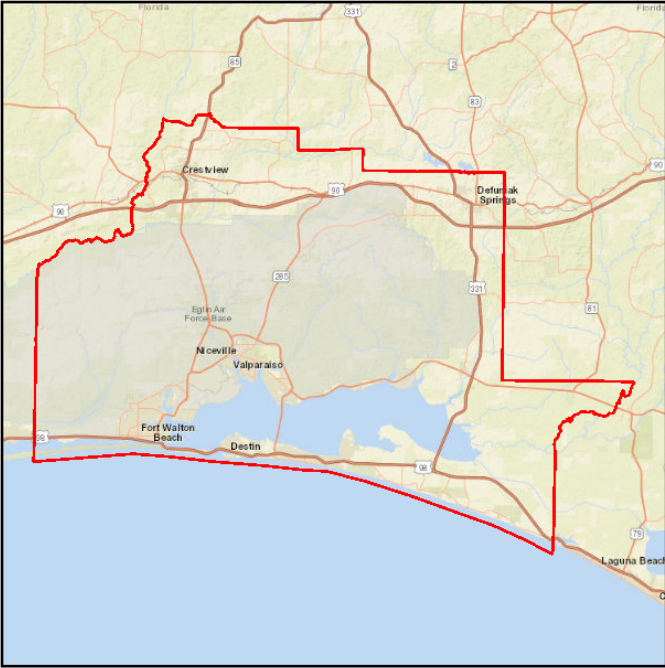 Florida
Florida
331
85
2
83
Crestview
90
90
Defuniak
Springs
90
285
331
81
Eglin Air
Force Base
Niceville
Valparaiso
98
Fort Walton
Beach
Destin
98
79
Laguna Beach
C